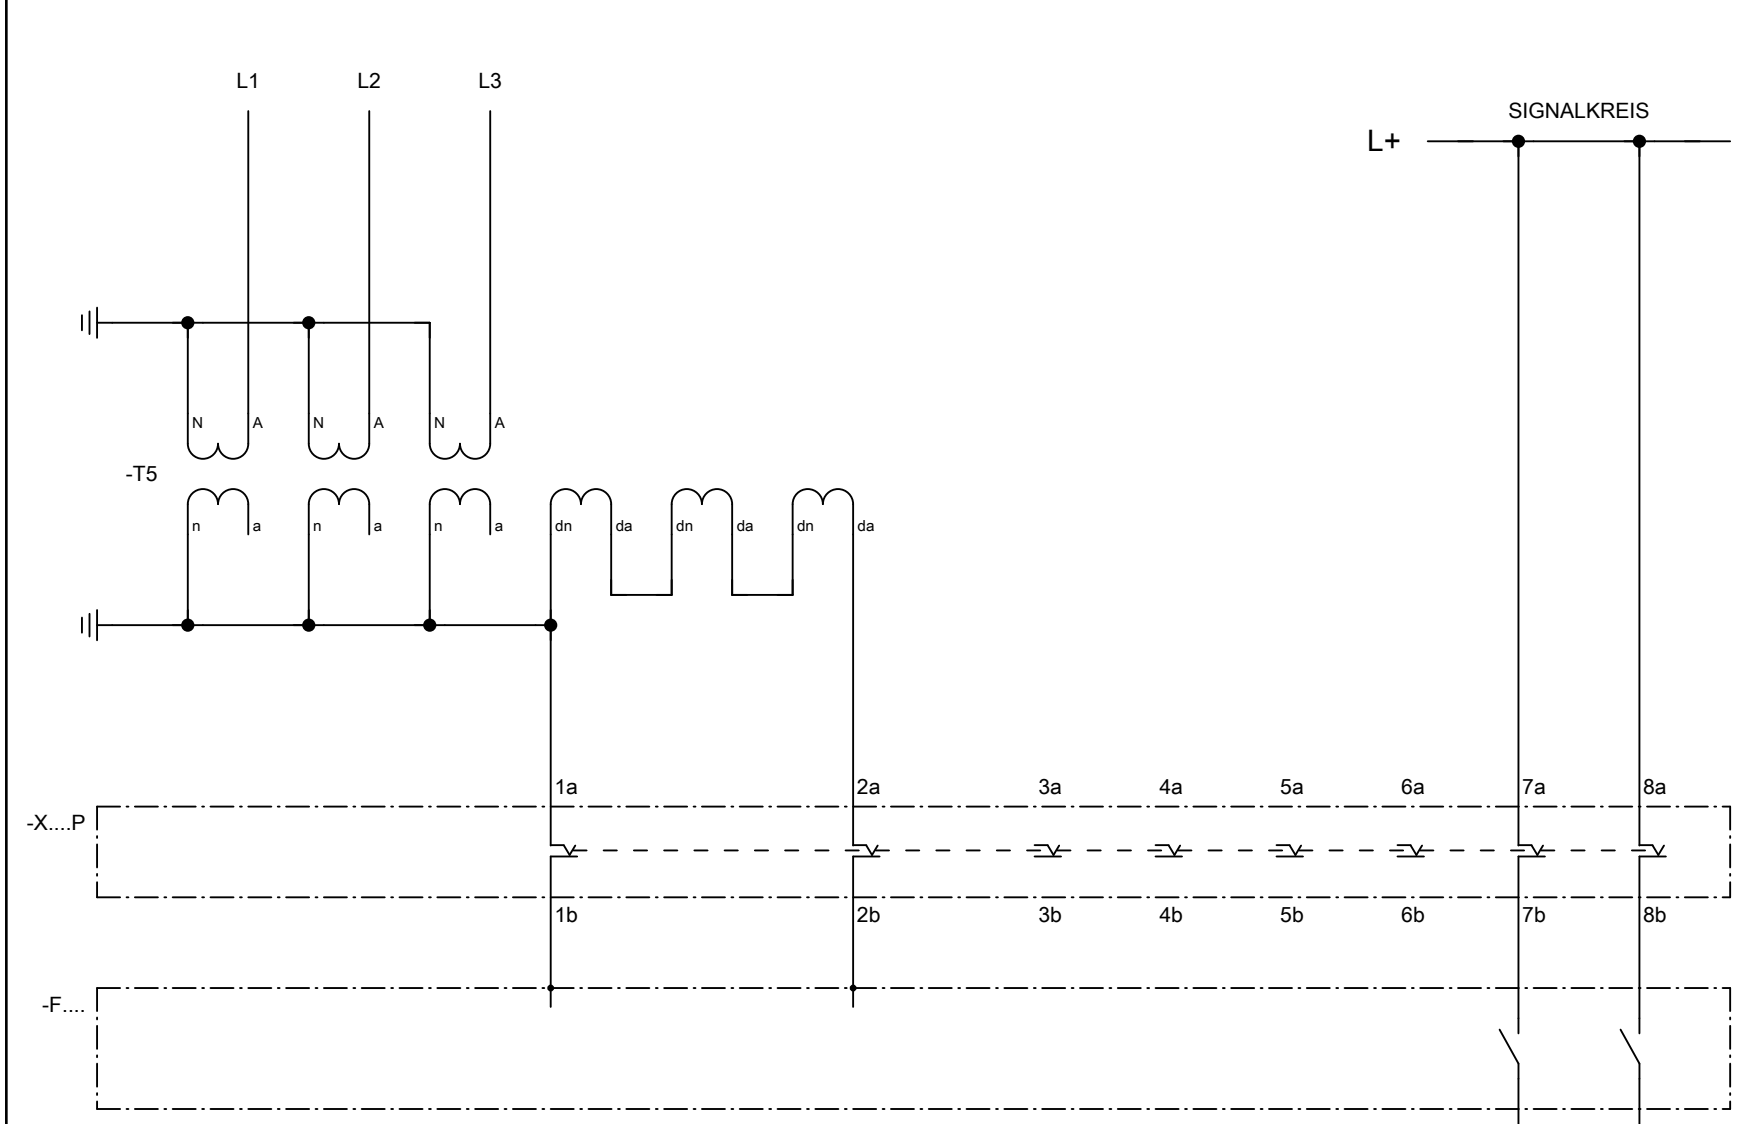 L1 L2 L3
SIGNALKREIS
L+
N A N A N A
-T5
n a n a n a dn da dn da dn da
1a 2a 3a 4a 5a 6a 7a 8a
-X....P
1b 2b 3b 4b 5b 6b 7b 8b
-F....